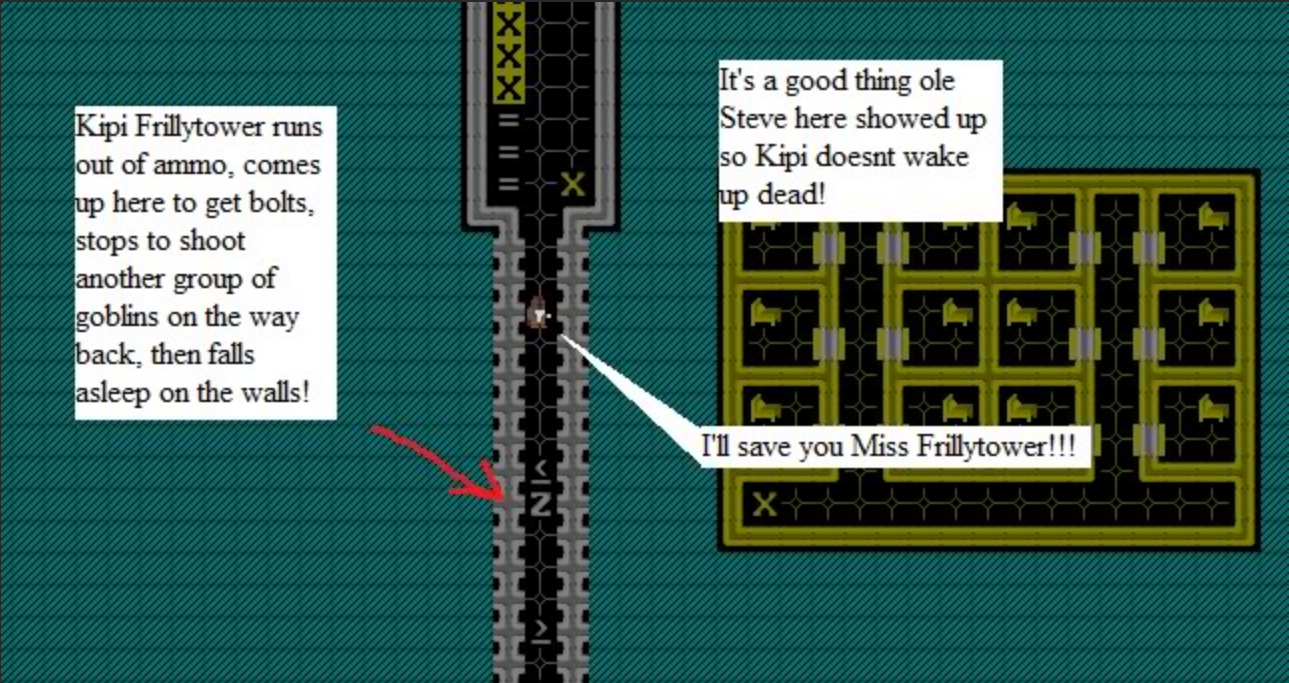 Kipi Frillytower runs
out of ammo, comes
up here to get bolts,
stops to shoot
another group of
goblins on the way
back, then falls
asleep on the walls!
It's a good thing ole
Steve here showed up
so Kipi doesnt wake
up dead!
I'll save you Miss Frillytower!!!
X
X
X
=
=
=
X
<
Z
>
X